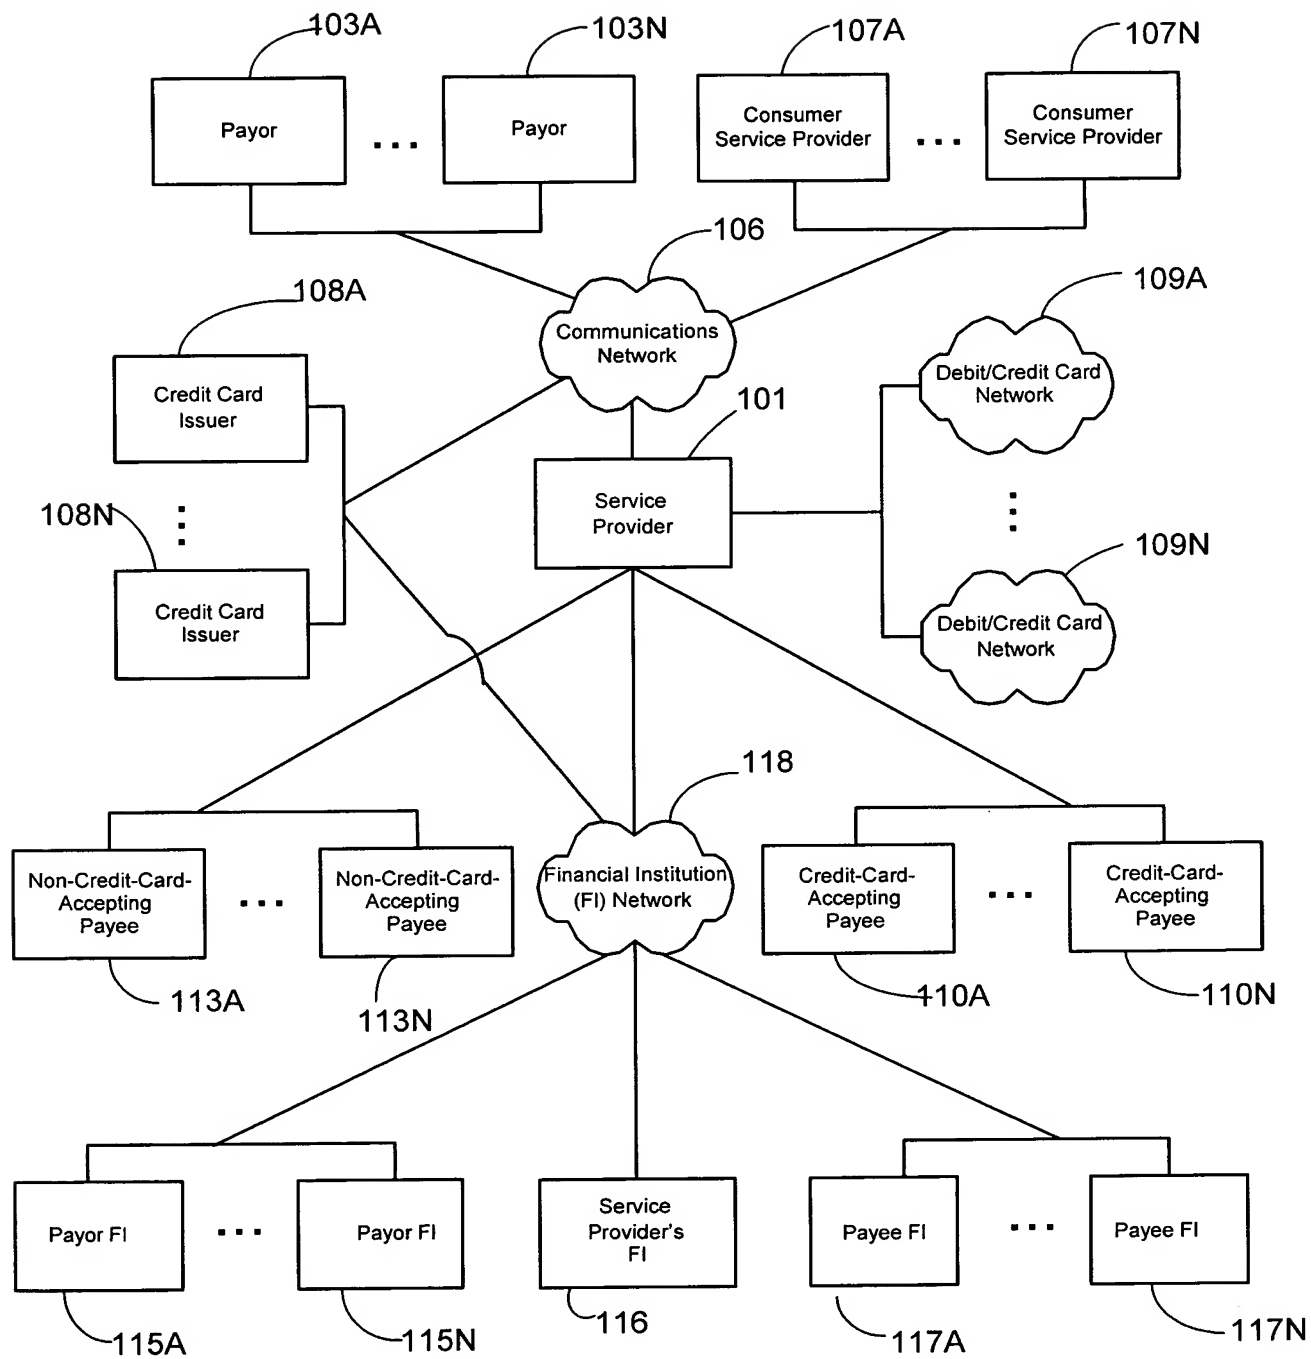 103A
103N
107A
107N
Payor
Payor
Consumer
Service Provider
Consumer
Service Provider
106
108A
109A
Communications
Network
Credit Card
Issuer
Debit/Credit Card
Network
101
108N
Service
Provider
109N
Credit Card
Issuer
Debit/Credit Card
Network
118
Non-Credit-Card-
Accepting
Payee
Non-Credit-Card-
Accepting
Payee
Financial Institution
(FI) Network
Credit-Card-
Accepting
Payee
Credit-Card-
Accepting
Payee
113A
113N
110A
110N
Payor FI
Payor FI
Service
Provider's
FI
Payee FI
Payee FI
115A
115N
116
117A
117N